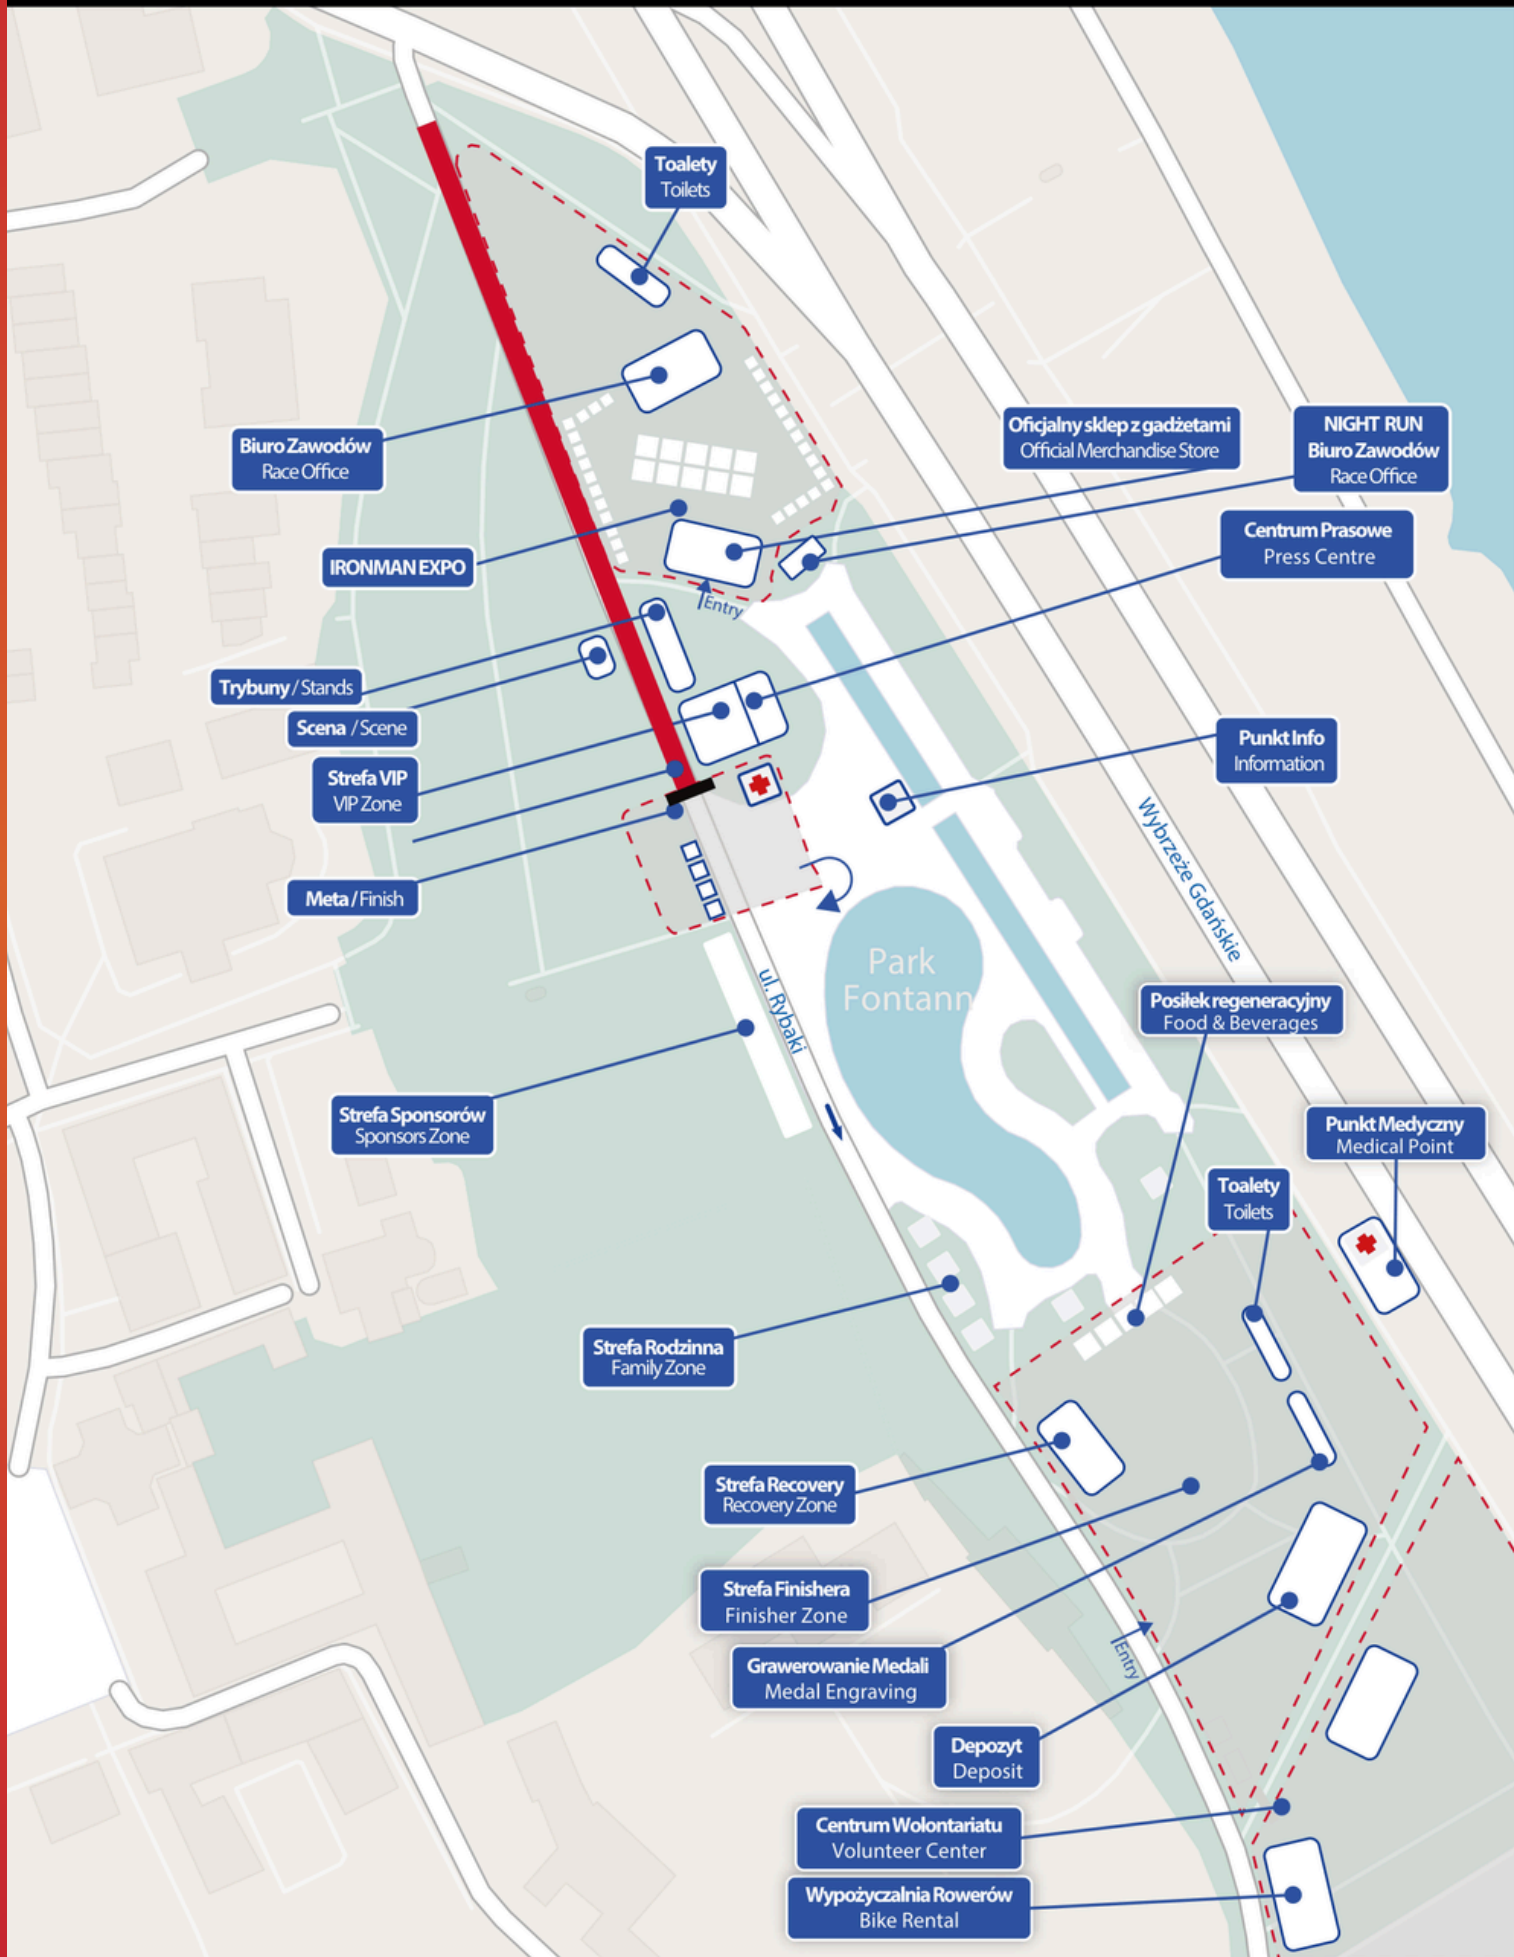 Toalety
Toilets
Biuro Zawodów
Race Office
Oficjalny sklep z gadżetami
Official Merchandise Store
NIGHT RUN
Biuro Zawodów
Race Office
Centrum Prasowe
Press Centre
IRONMAN EXPO
Entry
Trybuny / Stands
Scena / Scene
Strefa VIP
VIP Zone
Punkt Info
Information
Meta / Finish
Wybrzeże Gdańskie
Park
Fontann
ul. Rybaki
Posiłek regeneracyjny
Food & Beverages
Strefa Sponsorów
Sponsors Zone
Punkt Medyczny
Medical Point
Toalety
Toilets
Strefa Rodzinna
Family Zone
Strefa Recovery
Recovery Zone
Strefa Finishera
Finisher Zone
Entry
Grawerowanie Medali
Medal Engraving
Depozyt
Deposit
Centrum Wolontariatu
Volunteer Center
Wypożyczalnia Rowerów
Bike Rental